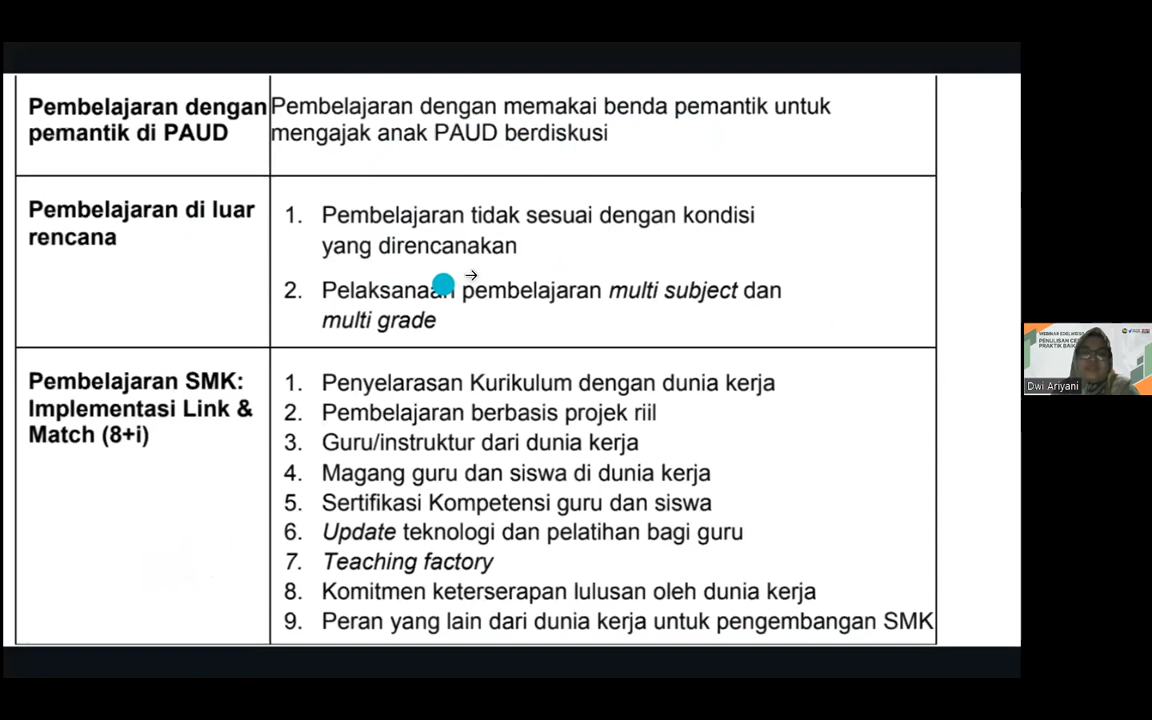 Pembelajaran dengan
pemantik di PAUD
Pembelajaran dengan memakai benda pemantik untuk
mengajak anak PAUD berdiskusi
Pembelajaran di luar
rencana
1. Pembelajaran tidak sesuai dengan kondisi
yang direncanakan
2. Pelaksanaan pembelajaran multi subject dan
multi grade
Pembelajaran SMK:
Implementasi Link &
Match (8+i)
1. Penyelarasan Kurikulum dengan dunia kerja
2. Pembelajaran berbasis projek riil
3. Guru/instruktur dari dunia kerja
4. Magang guru dan siswa di dunia kerja
5. Sertifikasi Kompetensi guru dan siswa
6. Update teknologi dan pelatihan bagi guru
7. Teaching factory
8. Komitmen keterserapan lulusan oleh dunia kerja
9. Peran yang lain dari dunia kerja untuk pengembangan SMK
PENULISAN
PRAKTIK BAIK
Dwi Ariyani